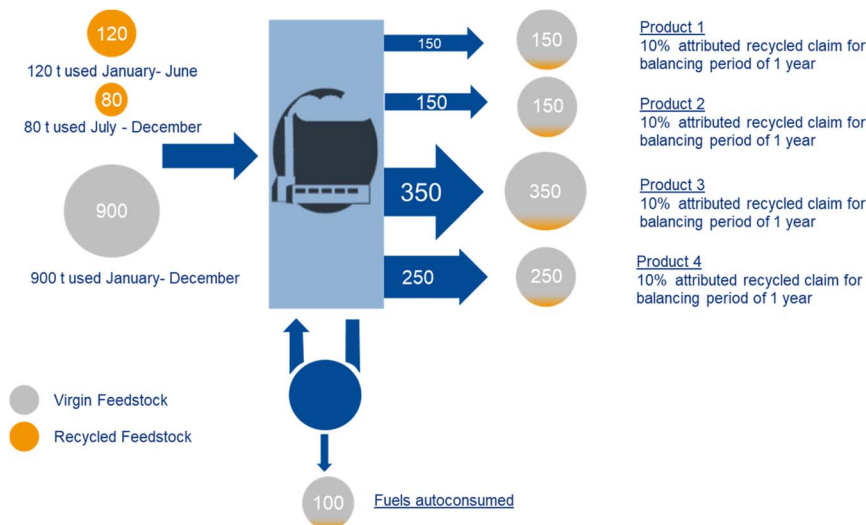 120
120 t used January- June
80
80 t used July - December
900
900 t used January- December
150
150
350
250
150
150
350
250
Product 1
10% attributed recycled claim for
balancing period of 1 year
Product 2
10% attributed recycled claim for
balancing period of 1 year
Product 3
10% attributed recycled claim for
balancing period of 1 year
Product 4
10% attributed recycled claim for
balancing period of 1 year
Virgin Feedstock
Recycled Feedstock
100
Fuels autoconsumed